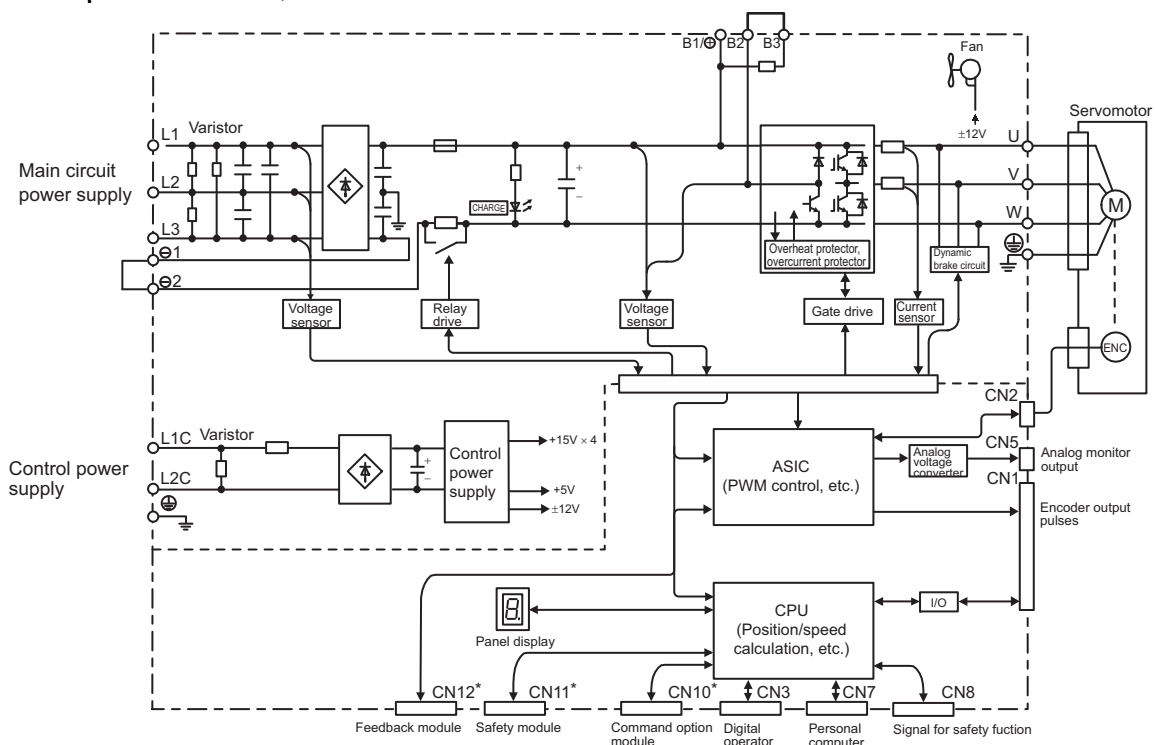 B1/⊕ B2 B3
Fan
±12V
Servomotor
L1 Varistor
U
Main circuit
power supply
L2
V
CHARGE
+
−
M
L3
W
⊖1
⊖2
Overheat protector,
overcurrent protector
Dynamic
brake circuit
Voltage
sensor
Relay
drive
Voltage
sensor
Gate drive
Current
sensor
ENC
CN2
L1C Varistor
Control power
supply
L2C
+
−
Control
power
supply
+15V × 4
+5V
±12V
ASIC
(PWM control, etc.)
Analog
voltage
converter
CN5
Analog monitor
output
CN1
Encoder output
pulses
8.
Panel display
CPU
(Position/speed
calculation, etc.)
I/O
CN12* CN11* CN10* CN3 CN7 CN8
Feedback module
Safety module
Command option
module
Digital
operator
Personal
computer
Signal for safety fuction